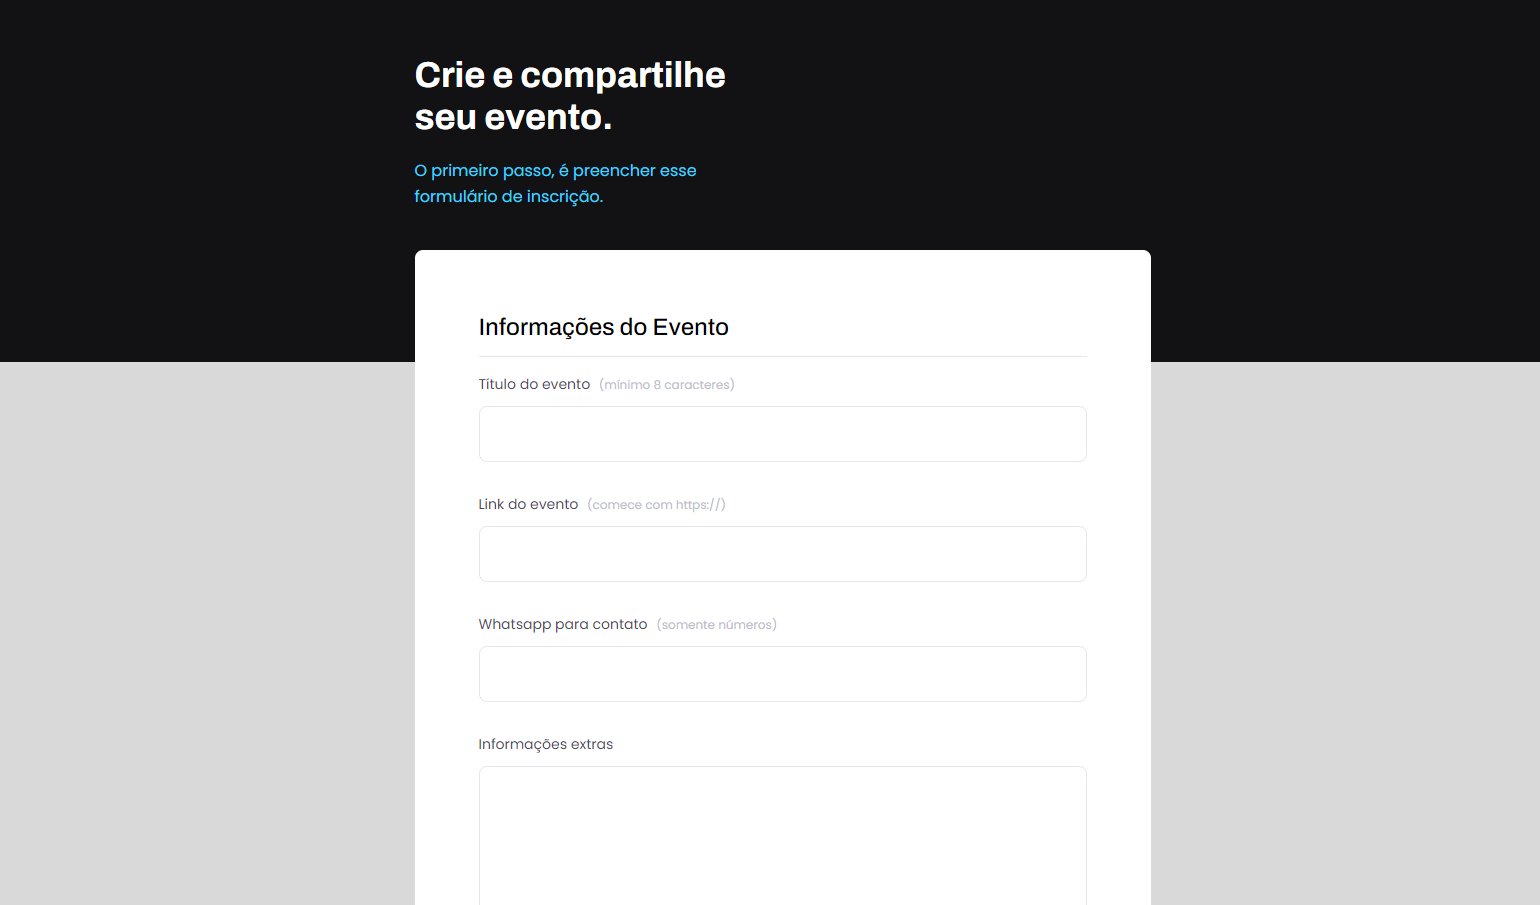 Crie e compartilhe
seu evento.
O primeiro passo, é preencher esse
formulário de inscrição.
Informações do Evento
Título do evento (mínimo 8 caracteres)
Link do evento (comece com https://)
Whatsapp para contato (somente números)
Informações extras